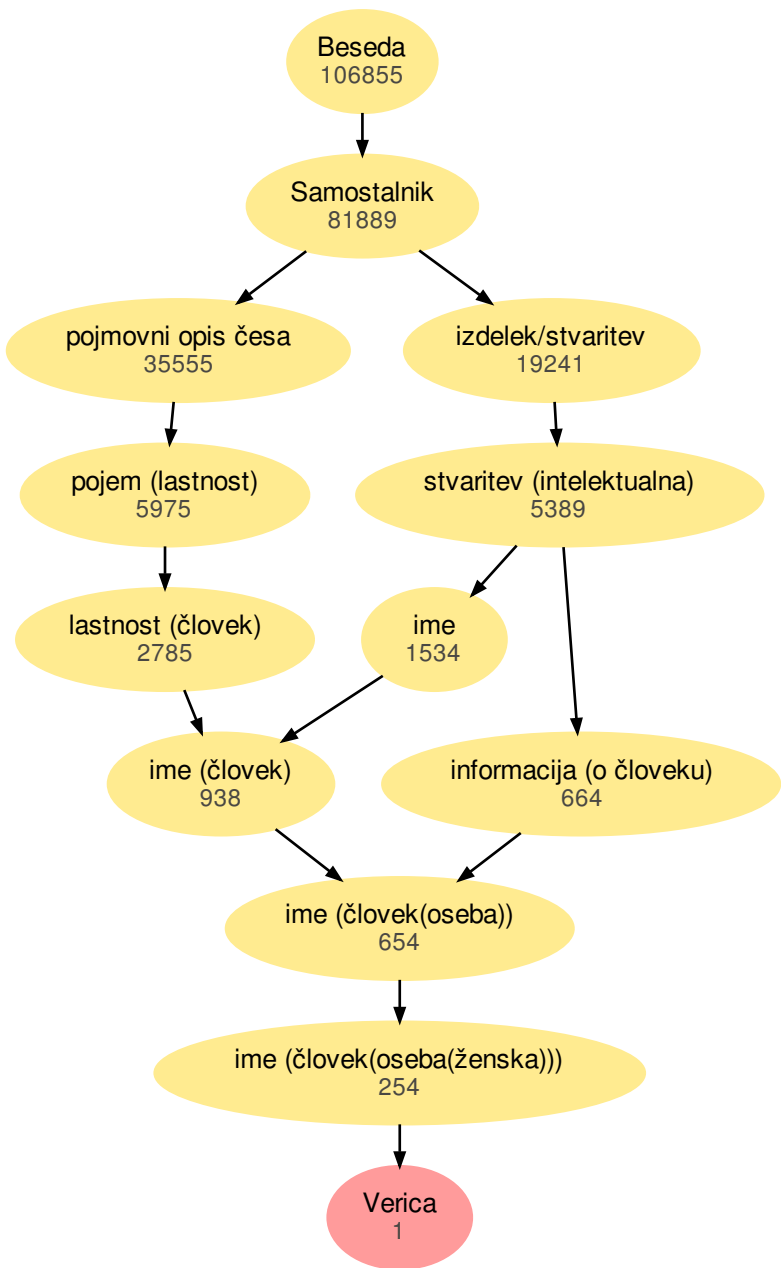 Beseda
106855
Samostalnik
81889
pojmovni opis česa
35555
izdelek/stvaritev
19241
pojem (lastnost)
5975
stvaritev (intelektualna)
5389
lastnost (človek)
2785
ime
1534
ime (človek)
938
informacija (o človeku)
664
ime (človek(oseba))
654
ime (človek(oseba(ženska)))
254
Verica
1